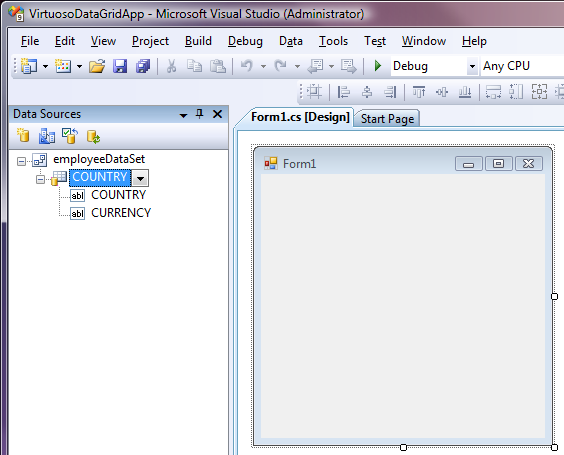 VirtuosoDataGridApp - Microsoft Visual Studio (Administrator)
File Edit View Project Build Debug Data Tools Test Window Help
Debug Any CPU
Data Sources
Form1.cs [Design] Start Page
employeeDataSet
Form1
COUNTRY
abl COUNTRY
abl CURRENCY